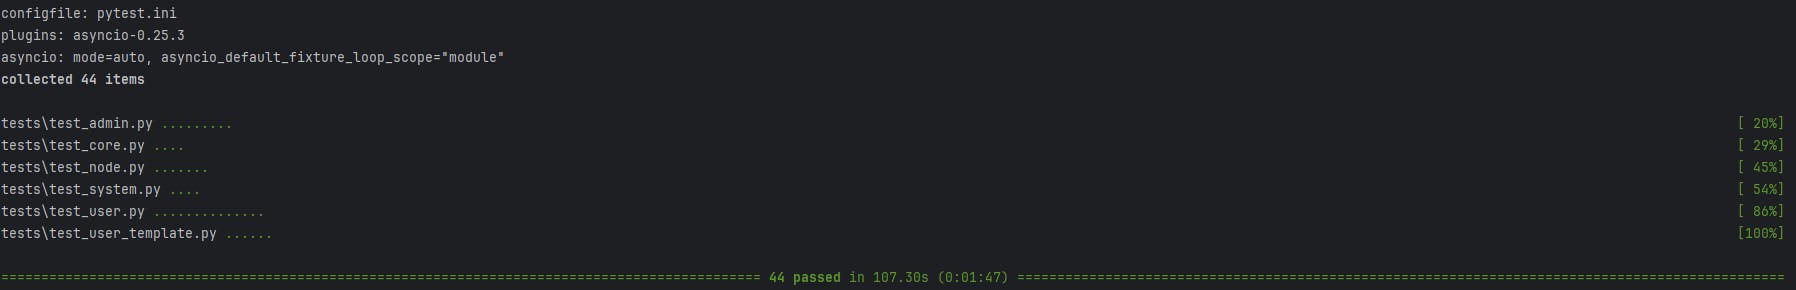 configfile: pytest.ini
plugins: asyncio-0.25.3
asyncio: mode=auto, asyncio_default_fixture_loop_scope="module"
collected 44 items
tests\test_admin.py ......... [ 20%]
tests\test_core.py .... [ 29%]
tests\test_node.py ....... [ 45%]
tests\test_system.py .... [ 54%]
tests\test_user.py .............. [ 86%]
tests\test_user_template.py ...... [100%]
=============================================================================================== 44 passed in 107.30s (0:01:47) ================================================================================================